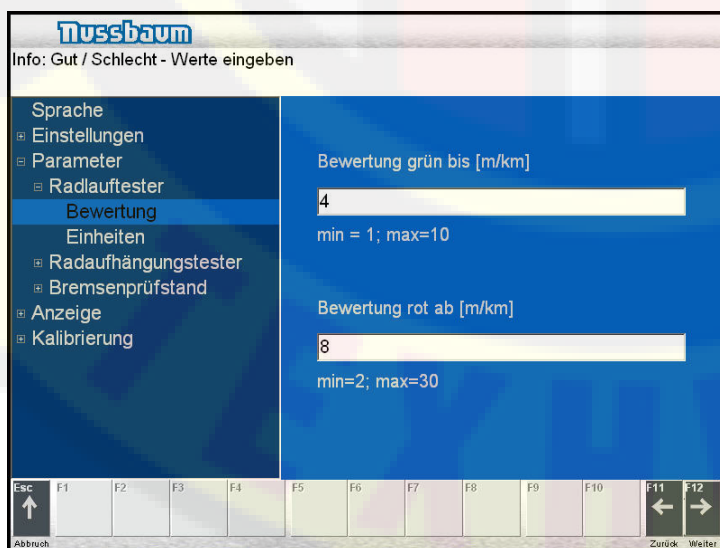 Nussbaum
Info: Gut / Schlecht - Werte eingeben
Sprache
Einstellungen
Parameter
Radlauftester
Bewertung
Einheiten
Radaufhängungstester
Bremsenprüfstand
Anzeige
Kalibrierung
Bewertung grün bis [m/km]
4
min = 1; max=10
Bewertung rot ab [m/km]
8
min=2; max=30
Esc F1 F2 F3 F4 F5 F6 F7 F8 F9 F10 F11 F12
Abbruch Zurück Weiter